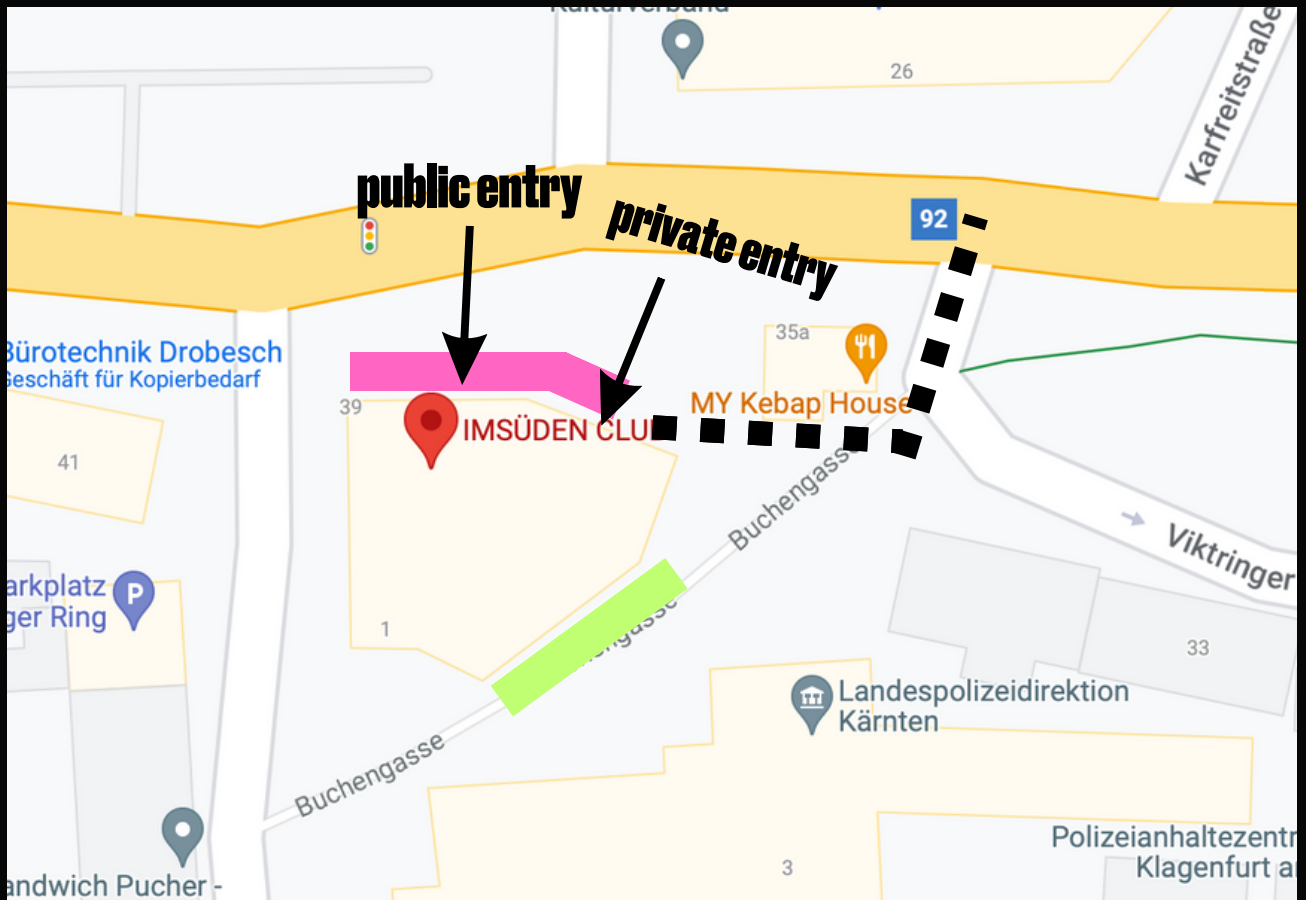 Kulturverband
26
Karfreitstraße
public entry
private entry
92
Bürotechnik Drobesch
Geschäft für Kopierbedarf
35a
MY Kebap House
39
IMSÜDEN CLU
41
Buchengasse
Viktringer
arkplatz
ger Ring
P
1
engasse
33
Landespolizeidirektion
Kärnten
Buchengasse
Polizeianhaltezentr
Klagenfurt a
3
andwich Pucher -